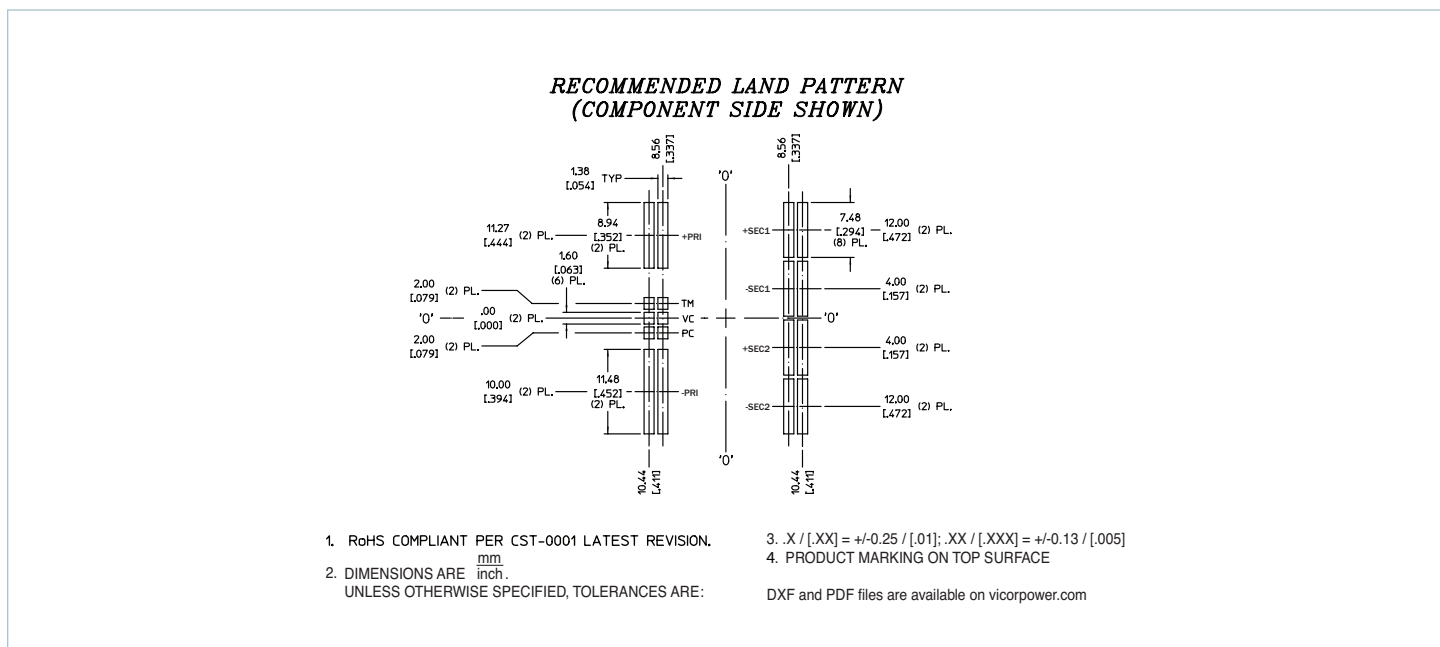 RECOMMENDED LAND PATTERN
(COMPONENT SIDE SHOWN)
8.56
[.337]
8.56
[.337]
1.38
[.054] TYP
'0'
11.27
[.444] (2) PL.
8.94
[.352]
(2) PL.
+PRI
+SEC1
7.48
[.294]
(8) PL.
12.00
[.472] (2) PL.
1.60
[.063]
(6) PL.
2.00
[.079] (2) PL.
TM
-SEC1
4.00
[.157] (2) PL.
'0'
.00
[.000] (2) PL.
VC
'0'
2.00
[.079] (2) PL.
PC
+SEC2
4.00
[.157] (2) PL.
10.00
[.394] (2) PL.
11.48
[.452]
(2) PL.
-PRI
-SEC2
12.00
[.472] (2) PL.
'0'
10.44
[.411]
10.44
[.411]
1. RoHS COMPLIANT PER CST-0001 LATEST REVISION.
2. DIMENSIONS ARE mm
inch.
UNLESS OTHERWISE SPECIFIED, TOLERANCES ARE:
3. .X / [.XX] = +/-0.25 / [.01]; .XX / [.XXX] = +/-0.13 / [.005]
4. PRODUCT MARKING ON TOP SURFACE
DXF and PDF files are available on vicorpower.com